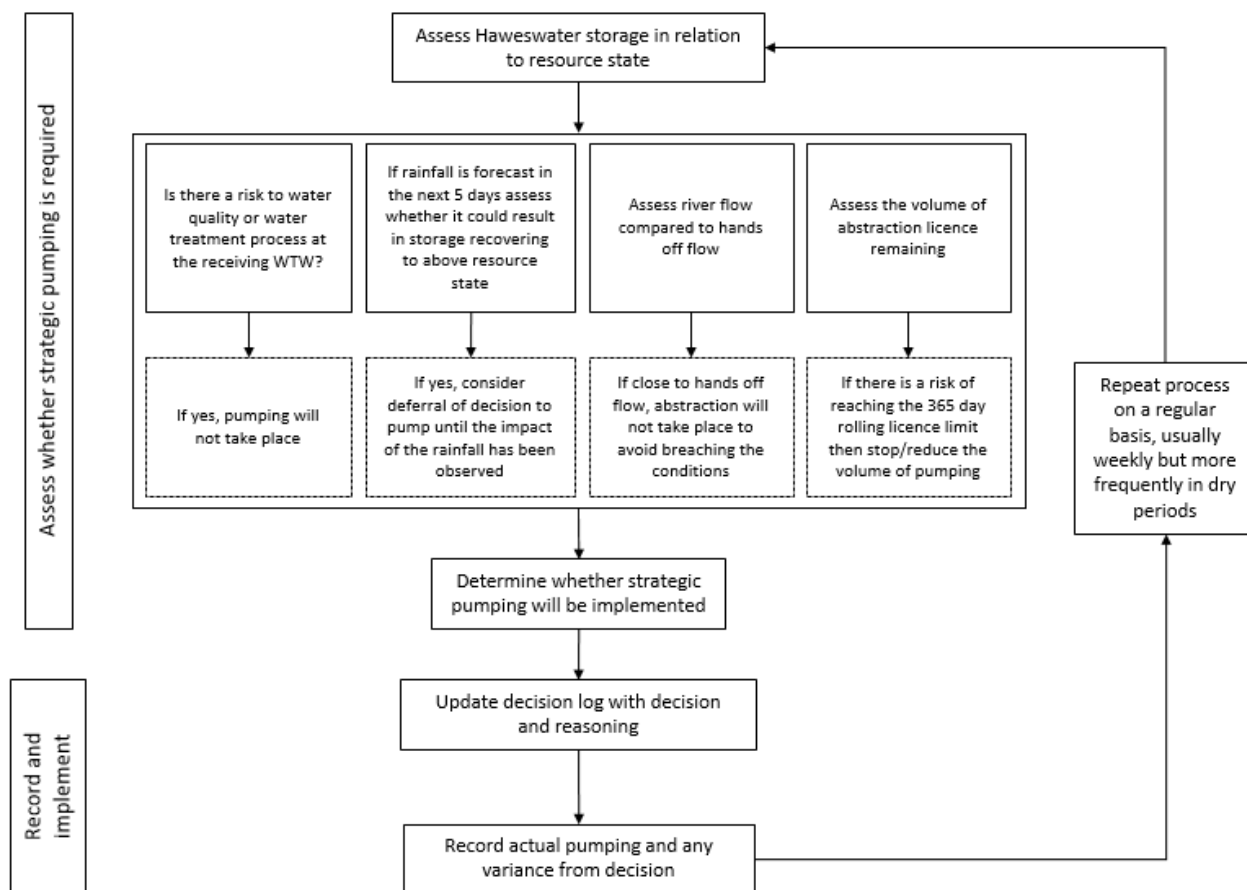 Assess whether strategic pumping is required
Assess Haweswater storage in relation
to resource state
Is there a risk to water
quality or water
treatment process at
the receiving WTW?
If rainfall is forecast in
the next 5 days assess
whether it could result
in storage recovering
to above resource
state
Assess river flow
compared to hands
off flow
Assess the volume of
abstraction licence
remaining
If yes, pumping will
not take place
If yes, consider
deferral of decision to
pump until the impact
of the rainfall has been
observed
If close to hands off
flow, abstraction will
not take place to
avoid breaching the
conditions
If there is a risk of
reaching the 365 day
rolling licence limit
then stop/reduce the
volume of pumping
Repeat process
on a regular
basis, usually
weekly but more
frequently in dry
periods
Determine whether strategic
pumping will be implemented
Record and
implement
Update decision log with decision
and reasoning
Record actual pumping and any
variance from decision